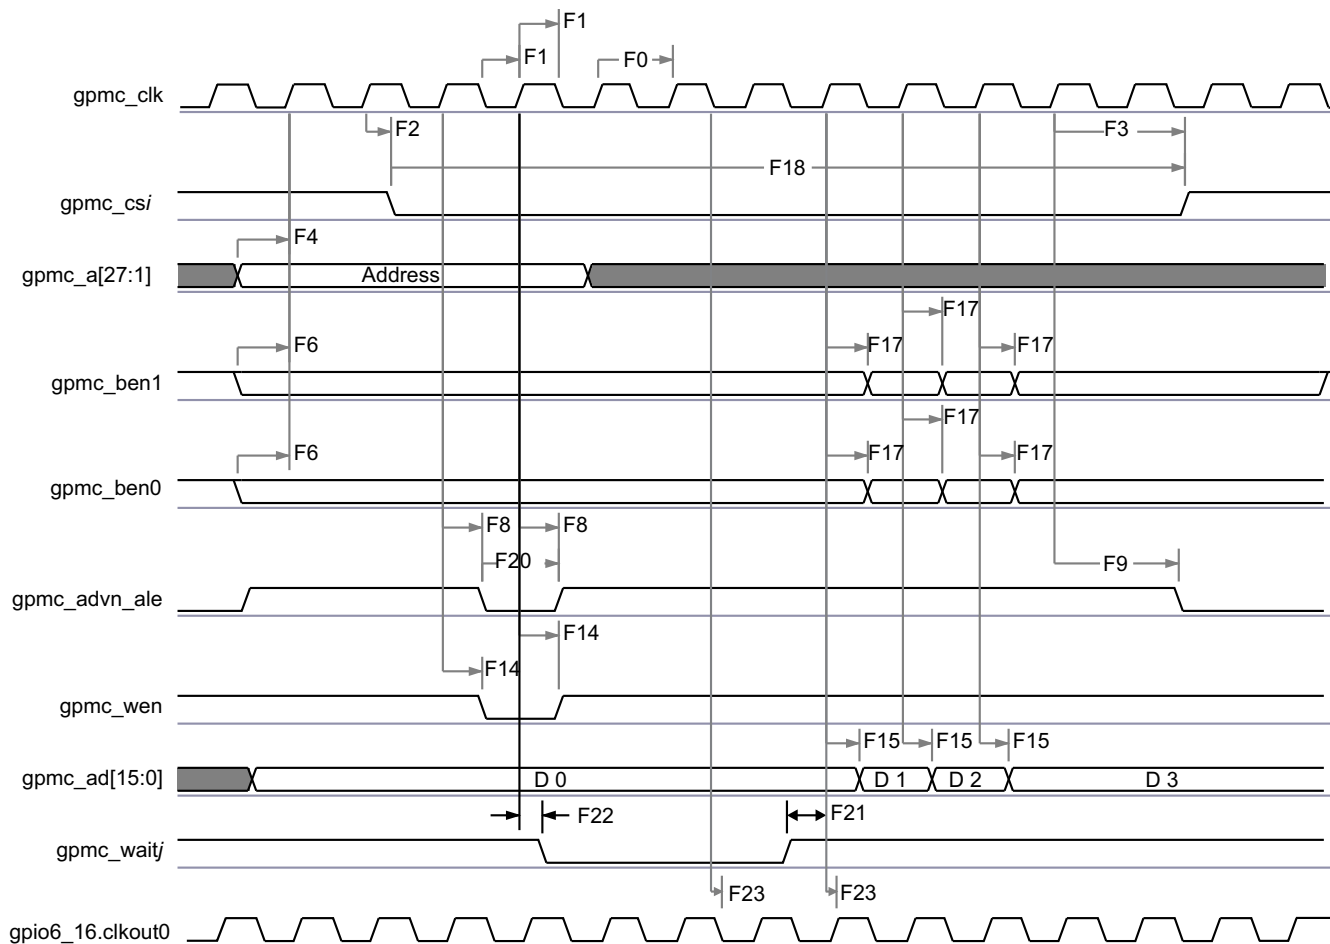 F1
F1
F0
gpmc_clk
F2
F3
F18
gpmc_csi
F4
gpmc_a[27:1]
Address
F17
F6
F17
F17
gpmc_ben1
F17
F6
F17
F17
gpmc_ben0
F8
F8
F20
F9
gpmc_advn_ale
F14
F14
gpmc_wen
F15
F15
F15
gpmc_ad[15:0]
D 0
D 1
D 2
D 3
F22
F21
gpmc_waitj
F23
F23
gpio6_16.clkout0